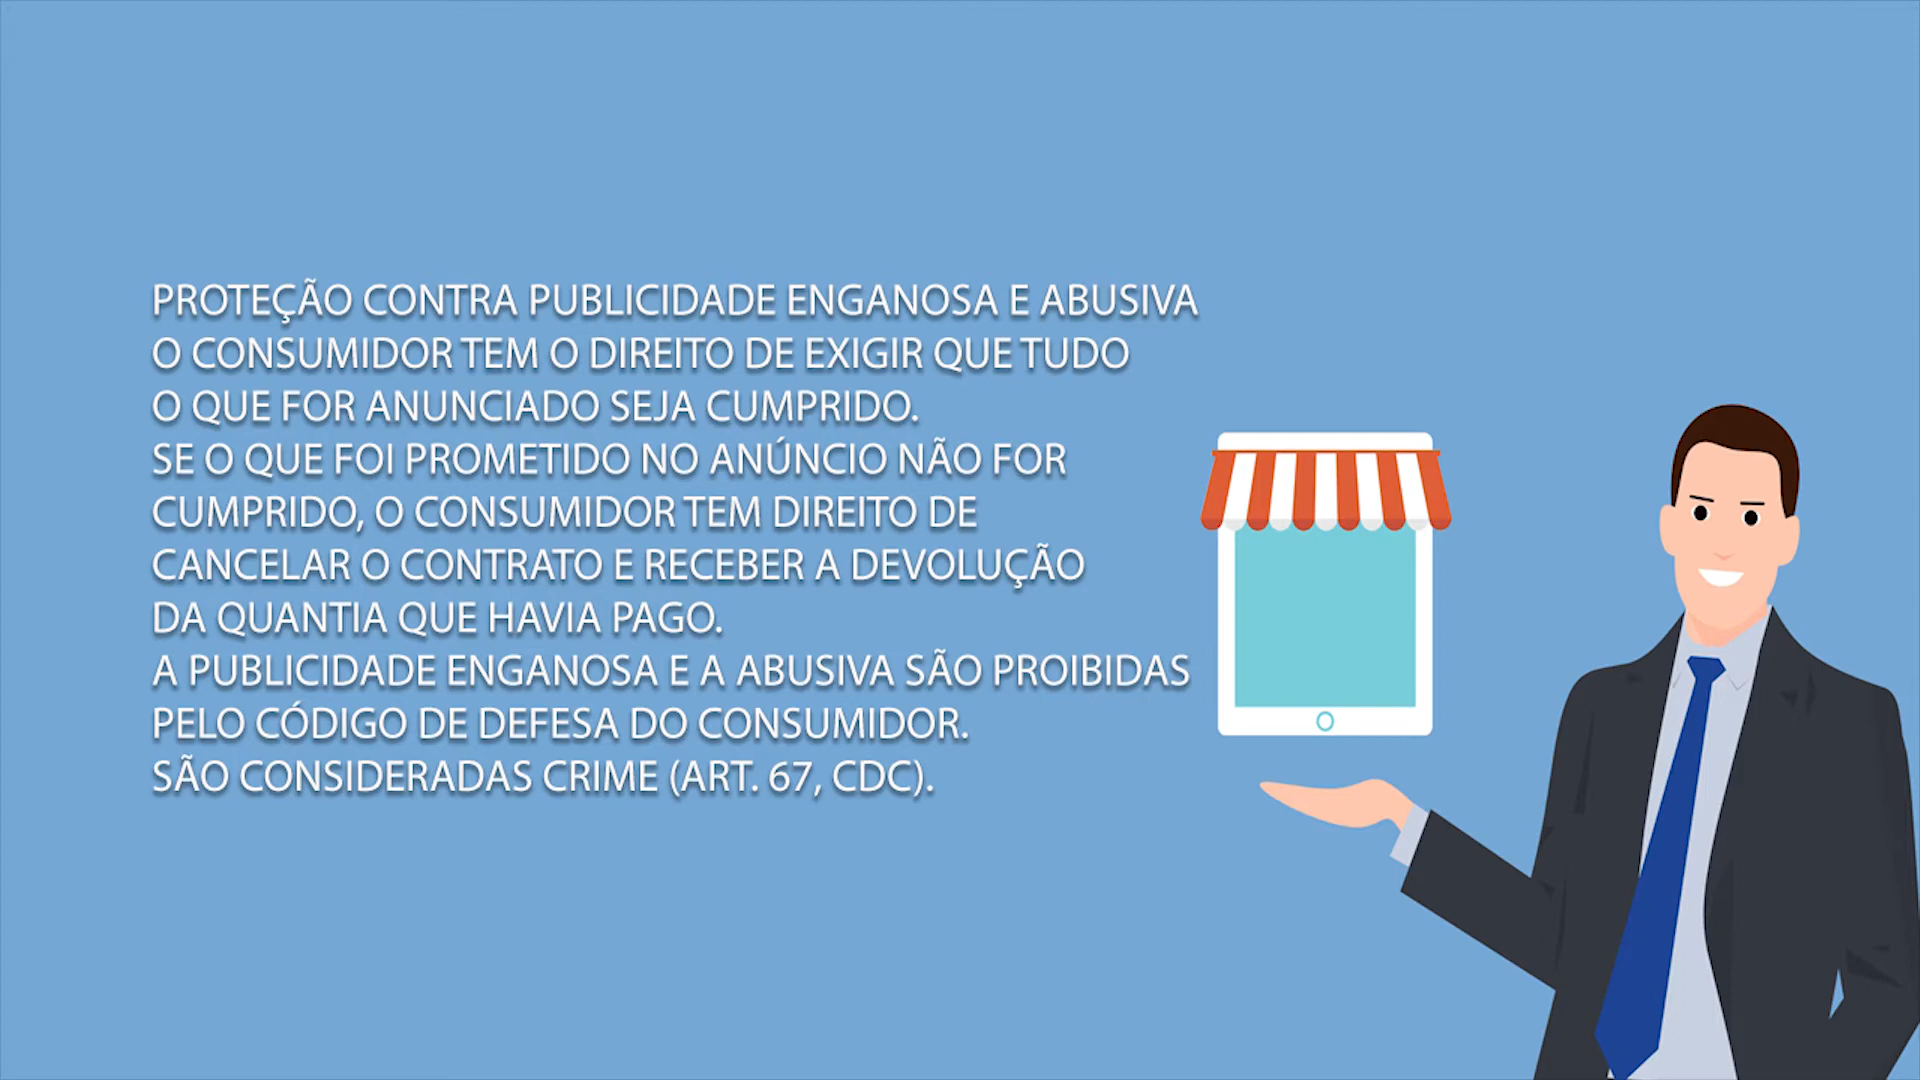 PROTEÇÃO CONTRA PUBLICIDADE ENGANOSA E ABUSIVA
O CONSUMIDOR TEM O DIREITO DE EXIGIR QUE TUDO
O QUE FOR ANUNCIADO SEJA CUMPRIDO.
SE O QUE FOI PROMETIDO NO ANÚNCIO NÃO FOR
CUMPRIDO, O CONSUMIDOR TEM DIREITO DE
CANCELAR O CONTRATO E RECEBER A DEVOLUÇÃO
DA QUANTIA QUE HAVIA PAGO.
A PUBLICIDADE ENGANOSA E A ABUSIVA SÃO PROIBIDAS
PELO CÓDIGO DE DEFESA DO CONSUMIDOR.
SÃO CONSIDERADAS CRIME (ART. 67, CDC).